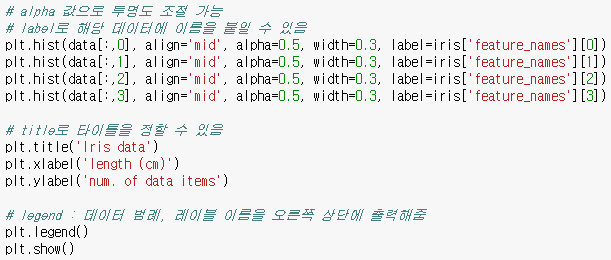 # alpha 값으로 투명도 조절 가능
# label로 해당 데이터에 이름을 붙일 수 있음
plt.hist(data[:,0], align='mid', alpha=0.5, width=0.3, label=iris['feature_names'][0])
plt.hist(data[:,1], align='mid', alpha=0.5, width=0.3, label=iris['feature_names'][1])
plt.hist(data[:,2], align='mid', alpha=0.5, width=0.3, label=iris['feature_names'][2])
plt.hist(data[:,3], align='mid', alpha=0.5, width=0.3, label=iris['feature_names'][3])
# title로 타이틀을 정할 수 있음
plt.title('Iris data')
plt.xlabel('length (cm)')
plt.ylabel('num. of data items')
# legend : 데이터 범례, 레이블 이름을 오른쪽 상단에 출력해줌
plt.legend()
plt.show()